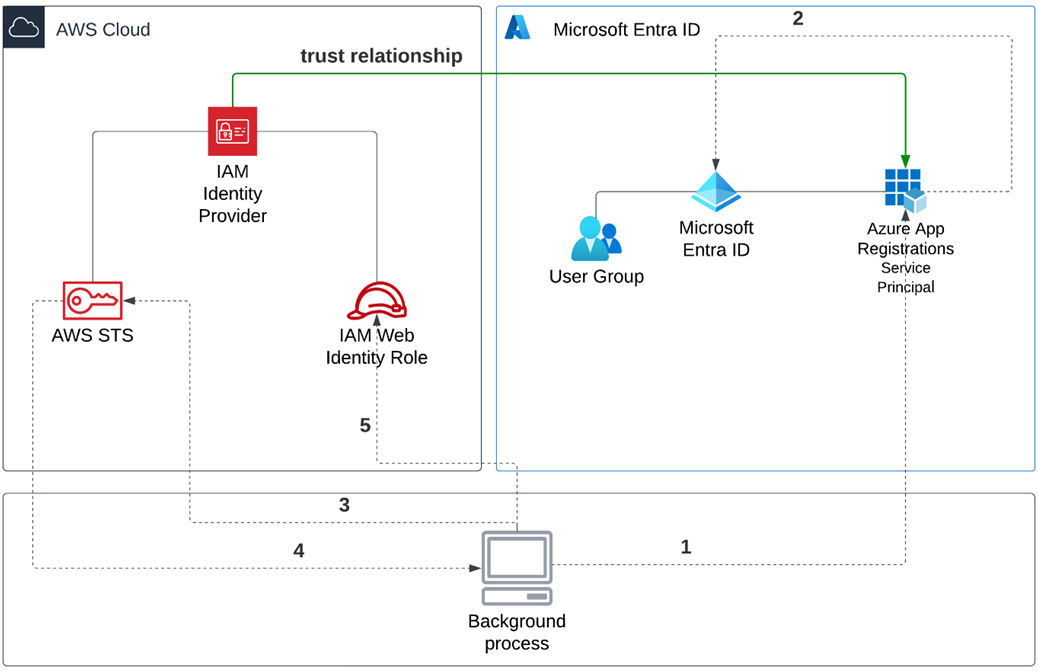 AWS Cloud
Microsoft Entra ID
2
trust relationship
IAM
Identity
Provider
Microsoft
Entra ID
User Group
Azure App
Registrations
Service
Principal
AWS STS
IAM Web
Identity Role
5
3
4
1
Background
process